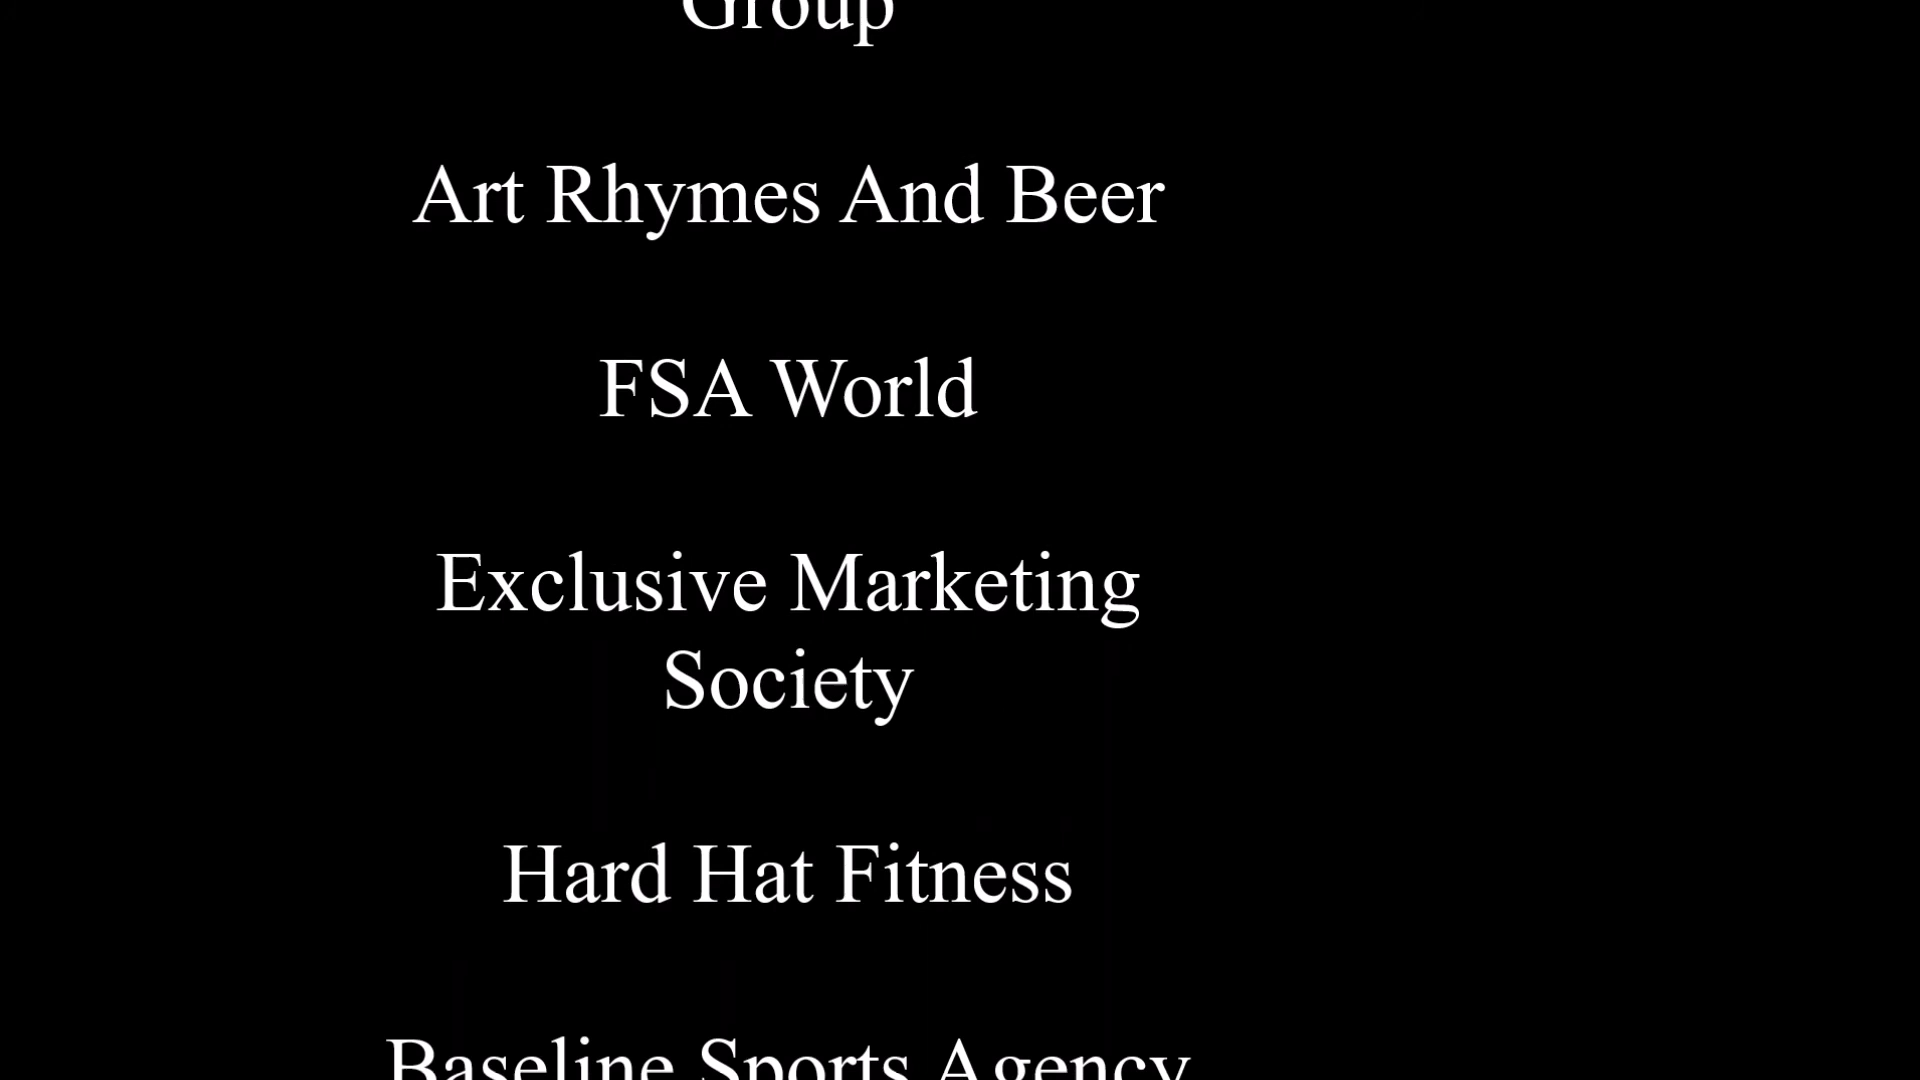 Group
Art Rhymes And Beer
FSA World
Exclusive Marketing
Society
Hard Hat Fitness
Baseline Sports Agency